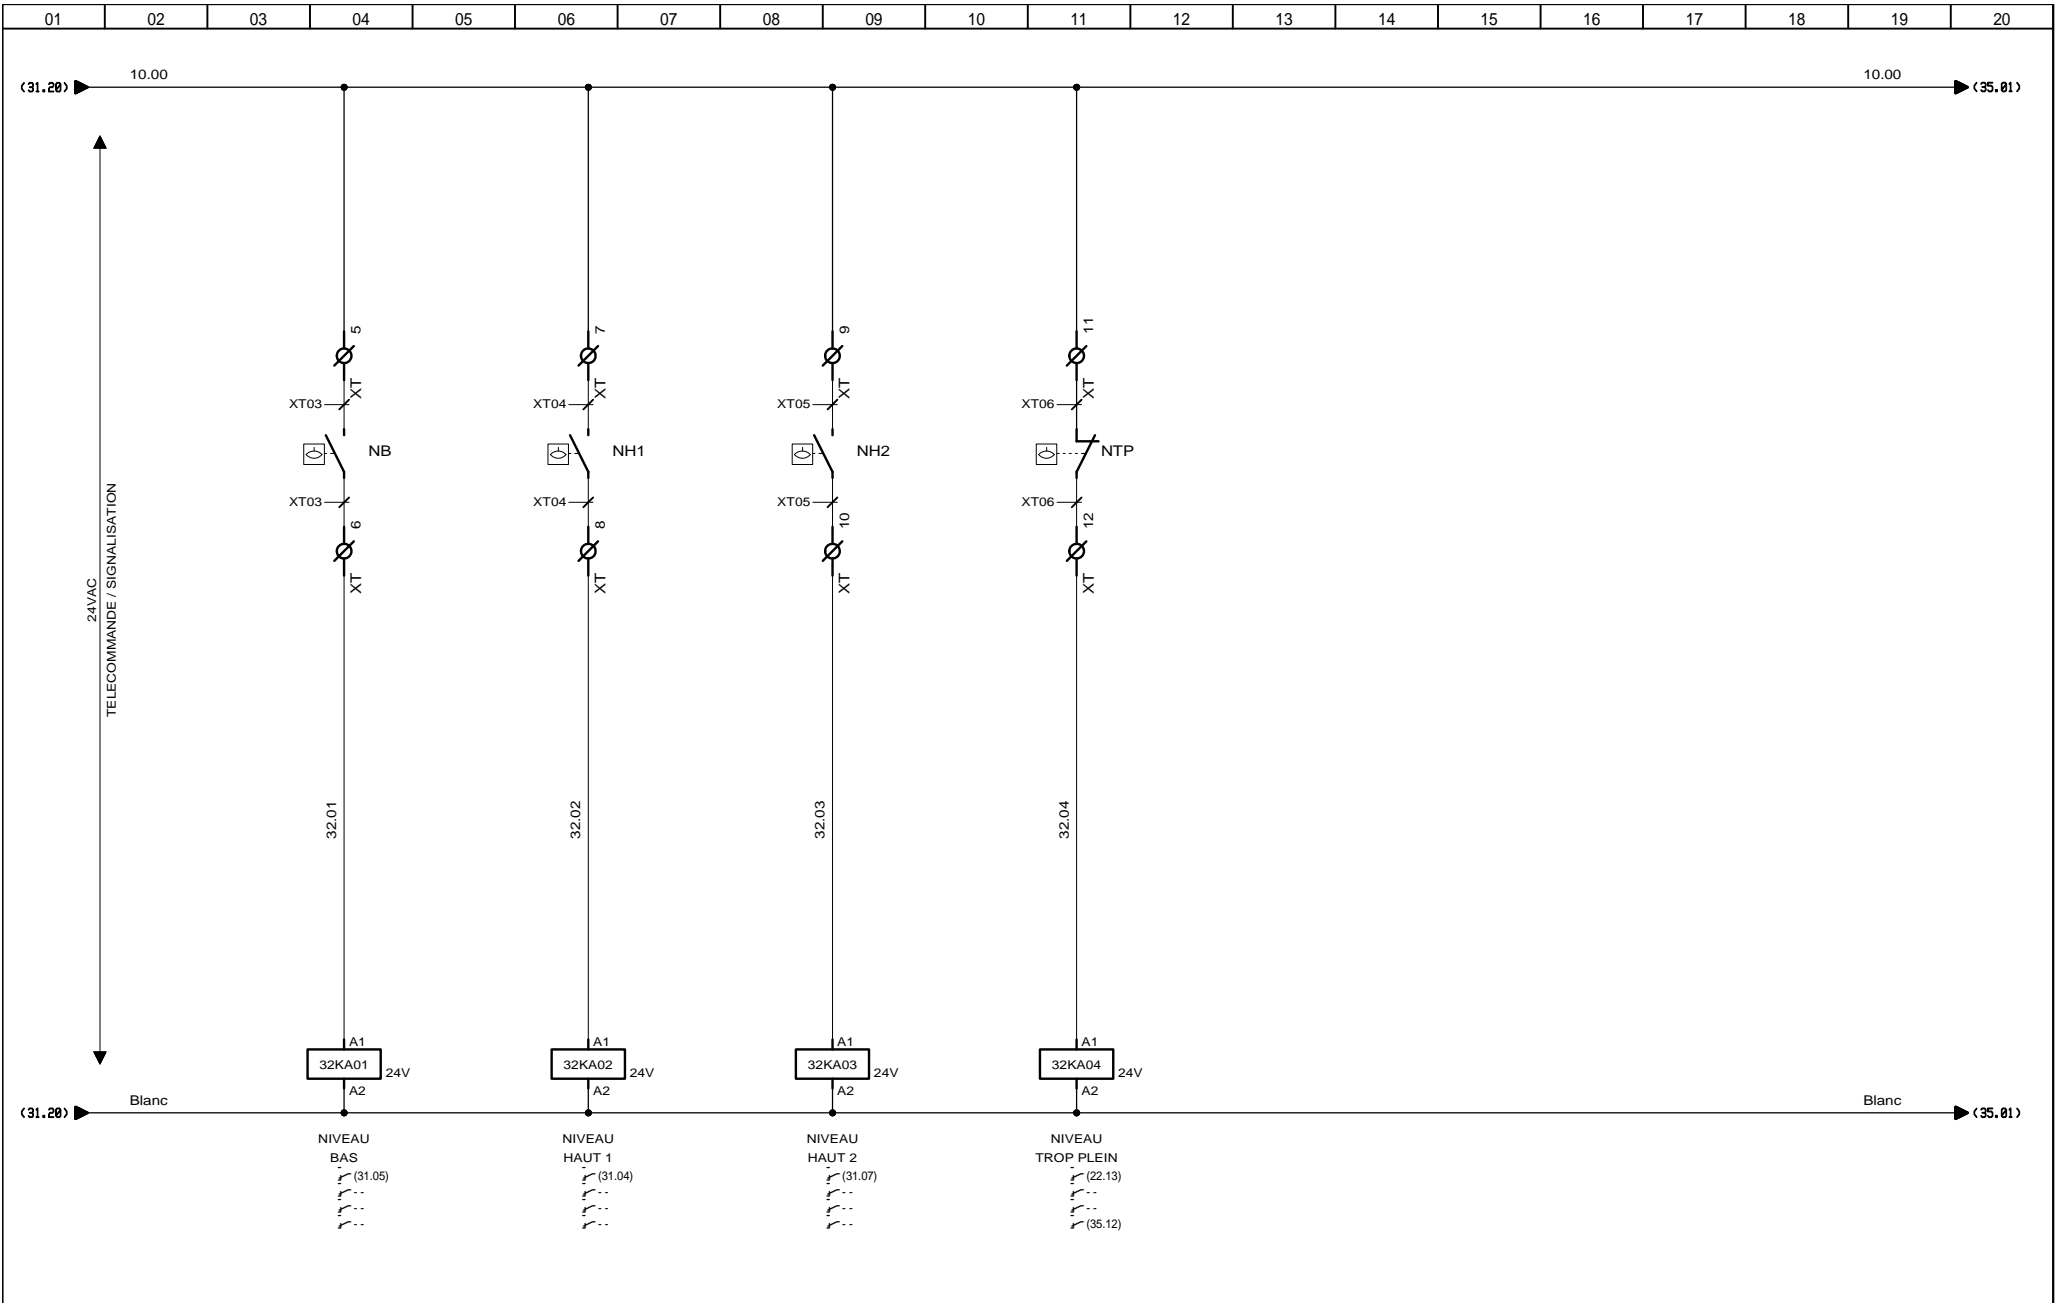 01 02 03 04 05 06 07 08 09 10 11 12 13 14 15 16 17 18 19 20
10.00 10.00
(31.20) (35.01)
5 7 9 11
XT XT XT XT
XT03 XT04 XT05 XT06
NB NH1 NH2 NTP
XT03 XT04 XT05 XT06
6 8 10 12
XT XT XT XT
24VAC
TELECOMMANDE / SIGNALISATION
32.01 32.02 32.03 32.04
A1 A1 A1 A1
32KA01 32KA02 32KA03 32KA04
24V 24V 24V 24V
A2 A2 A2 A2
Blanc Blanc
(31.20) (35.01)
NIVEAU NIVEAU NIVEAU NIVEAU
BAS HAUT 1 HAUT 2 TROP PLEIN
(31.05) (31.04) (31.07) (22.13)
-- -- -- --
-- -- -- --
-- -- -- (35.12)